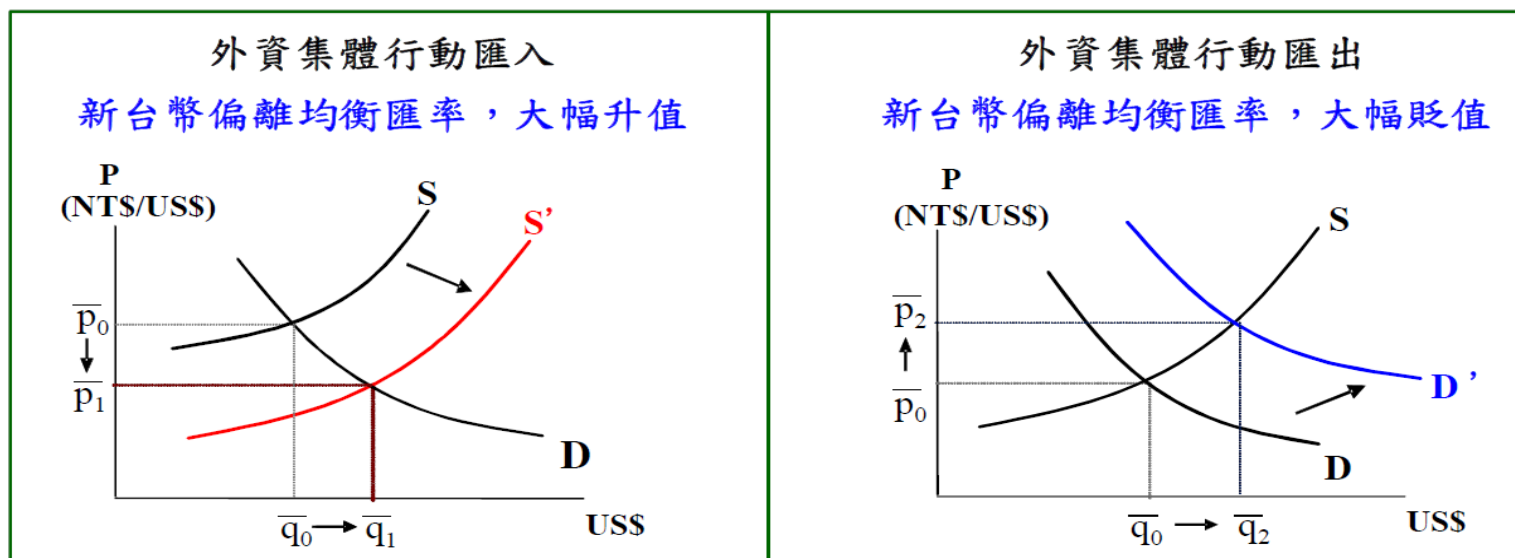 外資集體行動匯入
新台幣偏離均衡匯率，大幅升值
P
(NT$/US$)
S
S'
p₀
p₁
D
q₀
q₁
US$
外資集體行動匯出
新台幣偏離均衡匯率，大幅貶值
P
(NT$/US$)
S
p₂
p₀
D'
D
q₀
q₂
US$